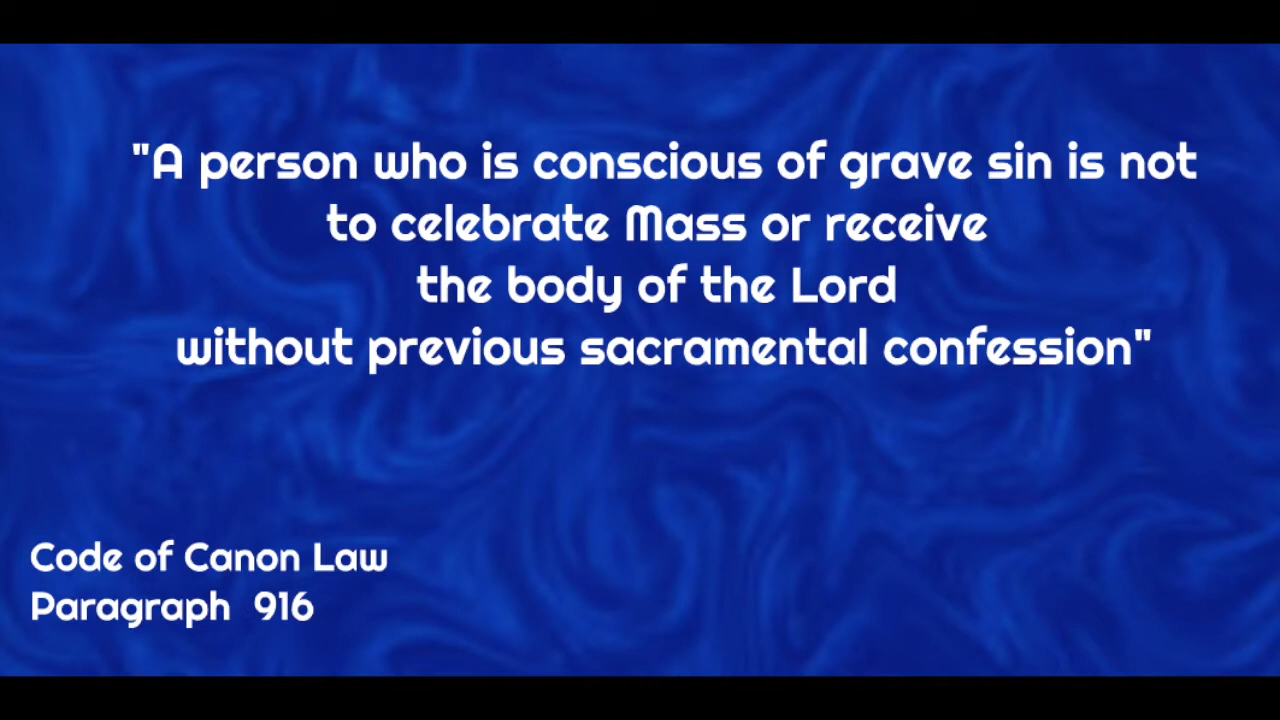 "A person who is conscious of grave sin is not
to celebrate Mass or receive
the body of the Lord
without previous sacramental confession"
Code of Canon Law
Paragraph 916